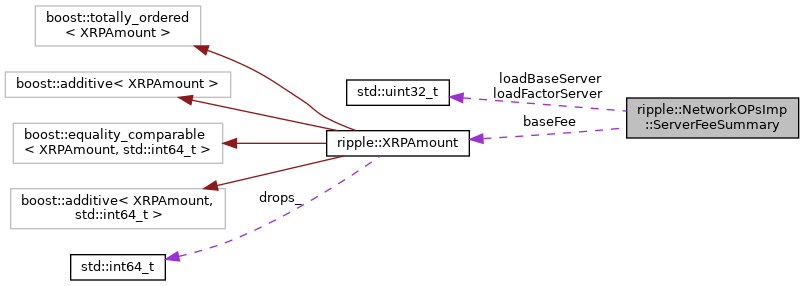 boost::totally_ordered
< XRPAmount >
boost::additive< XRPAmount >
boost::equality_comparable
< XRPAmount, std::int64_t >
boost::additive< XRPAmount,
std::int64_t >
std::int64_t
drops_
std::uint32_t
ripple::XRPAmount
loadBaseServer
loadFactorServer
baseFee
ripple::NetworkOPsImp
::ServerFeeSummary